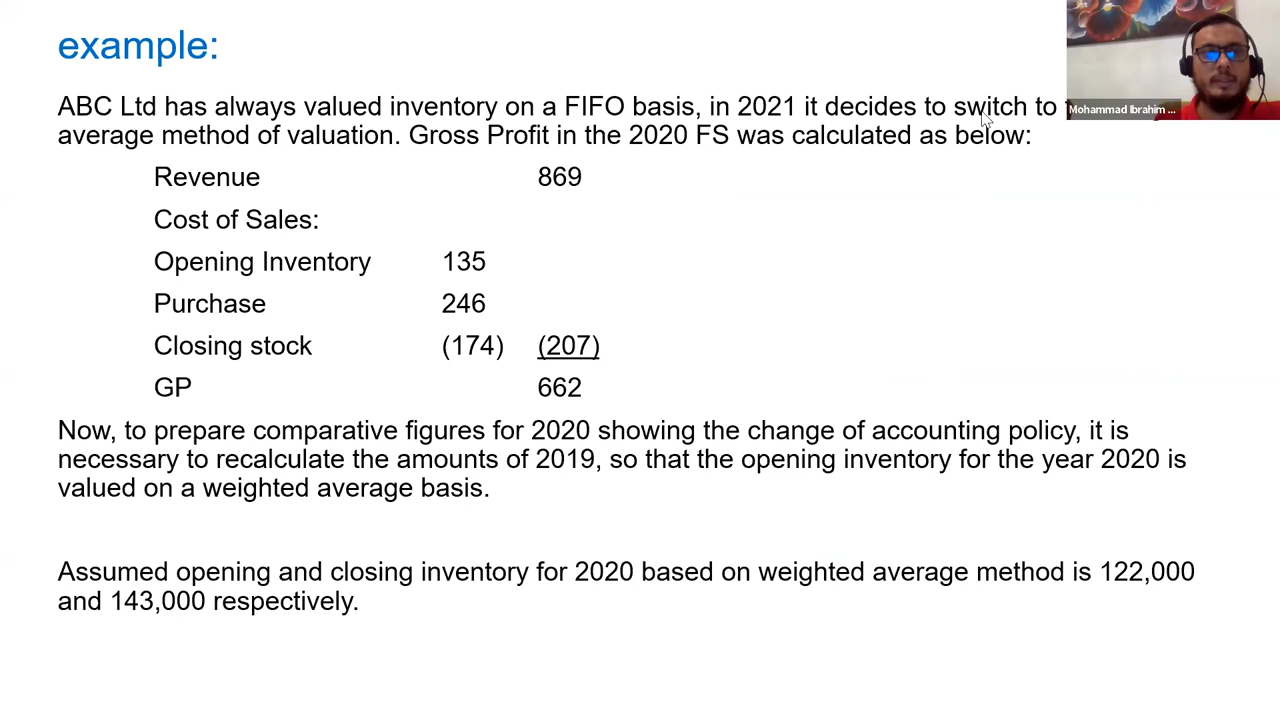 example:
ABC Ltd has always valued inventory on a FIFO basis, in 2021 it decides to switch to
average method of valuation. Gross Profit in the 2020 FS was calculated as below:
Revenue 869
Cost of Sales:
Opening Inventory 135
Purchase 246
Closing stock (174) (207)
GP 662
Now, to prepare comparative figures for 2020 showing the change of accounting policy, it is
necessary to recalculate the amounts of 2019, so that the opening inventory for the year 2020 is
valued on a weighted average basis.
Assumed opening and closing inventory for 2020 based on weighted average method is 122,000
and 143,000 respectively.
Mohammad Ibrahim ...